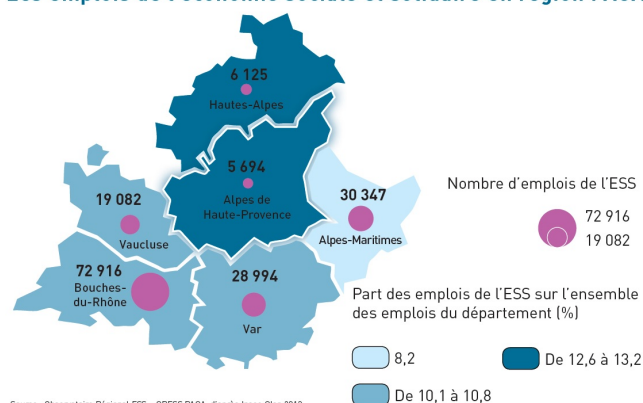 6 125
Hautes-Alpes
5 694
Alpes de
Haute-Provence
19 082
Vaucluse
30 347
Alpes-Maritimes
72 916
Bouches-
du-Rhône
28 994
Var
Nombre d'emplois de l'ESS
72 916
19 082
Part des emplois de l'ESS sur l'ensemble
des emplois du département (%)
8,2
De 12,6 à 13,2
De 10,1 à 10,8